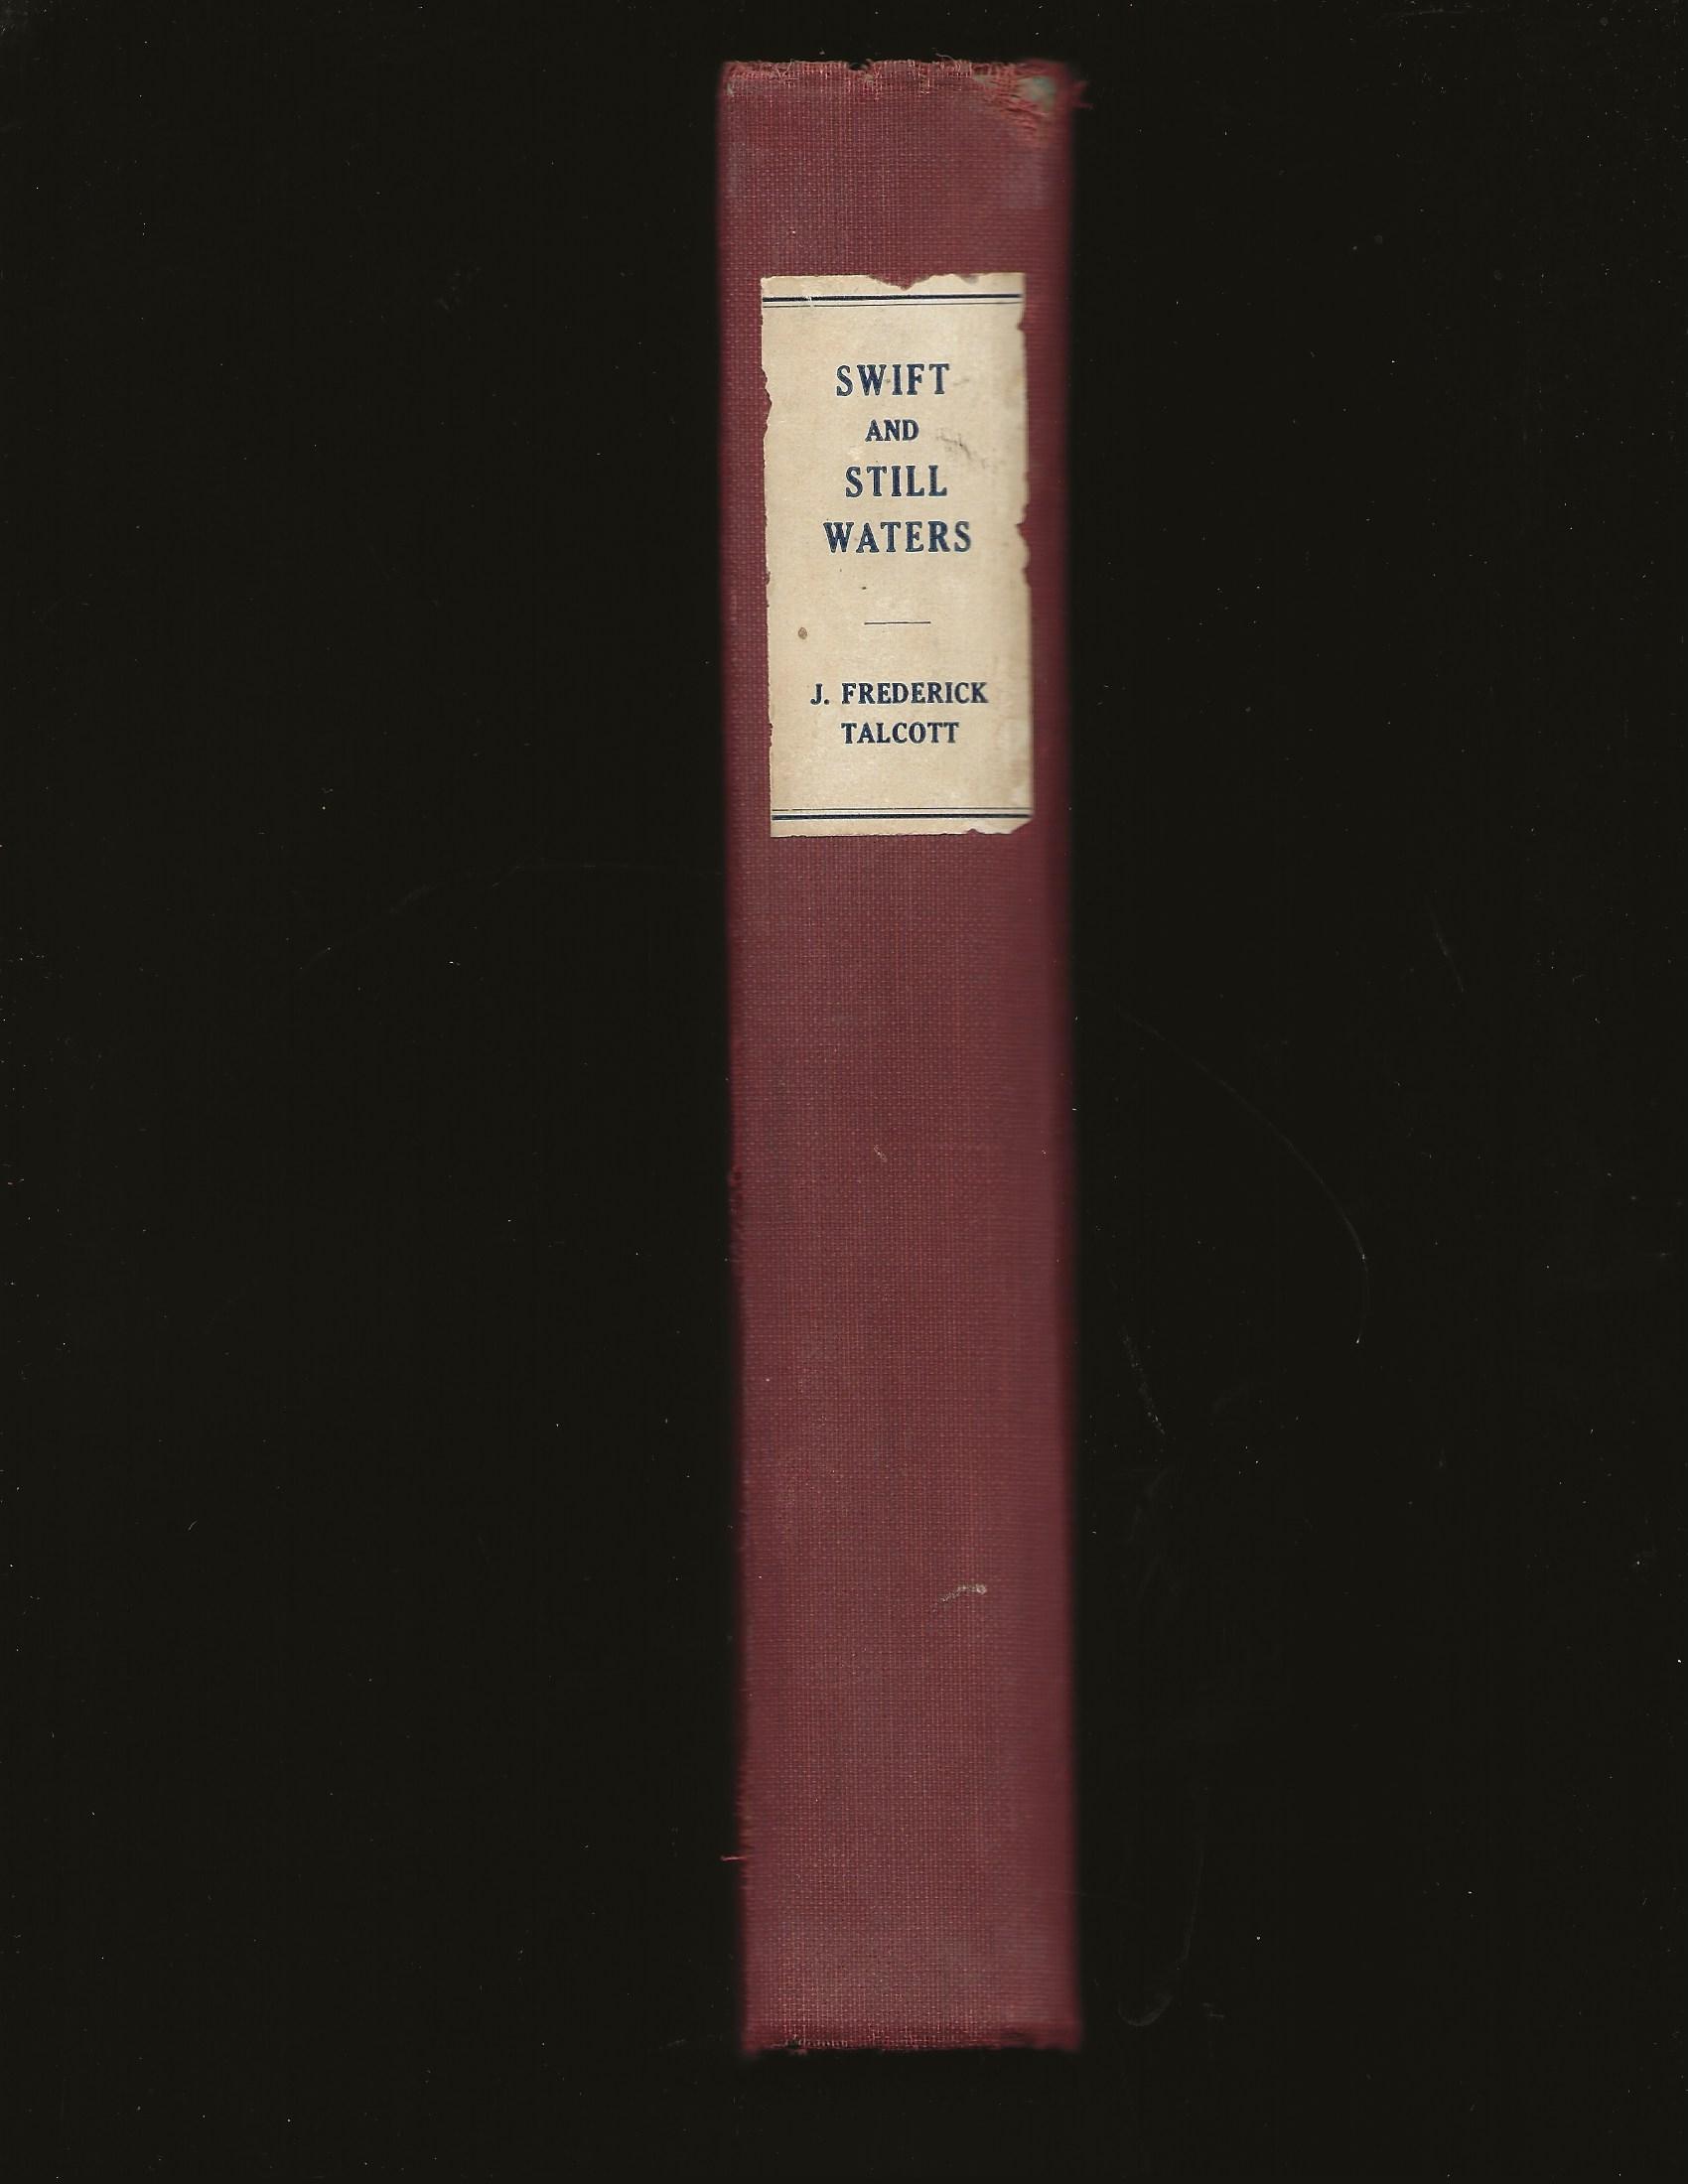 SWIFT
AND
STILL
WATERS
J. FREDERICK
TALCOTT